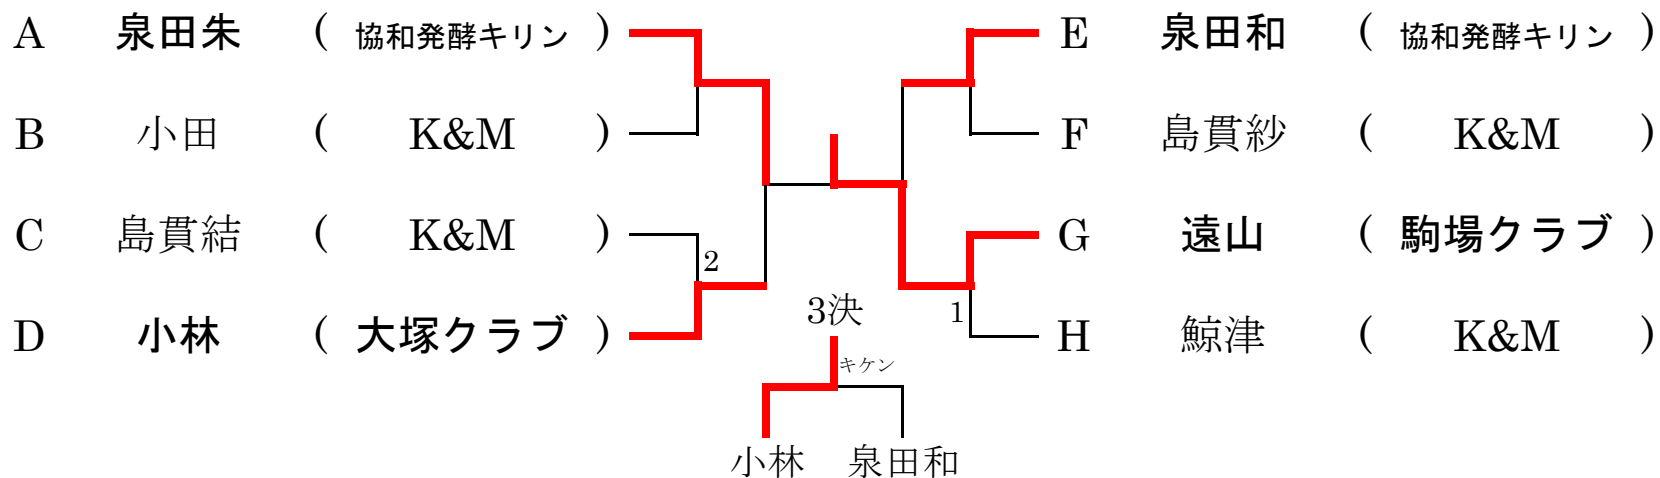 A 泉田朱 ( 協和発酵キリン ) E 泉田和 ( 協和発酵キリン )
B 小田 ( K&M ) F 島貫紗 ( K&M )
C 島貫結 ( K&M ) G 遠山 ( 駒場クラブ )
2
3決 1
D 小林 ( 大塚クラブ ) H 鯨津 ( K&M )
キケン
小林 泉田和